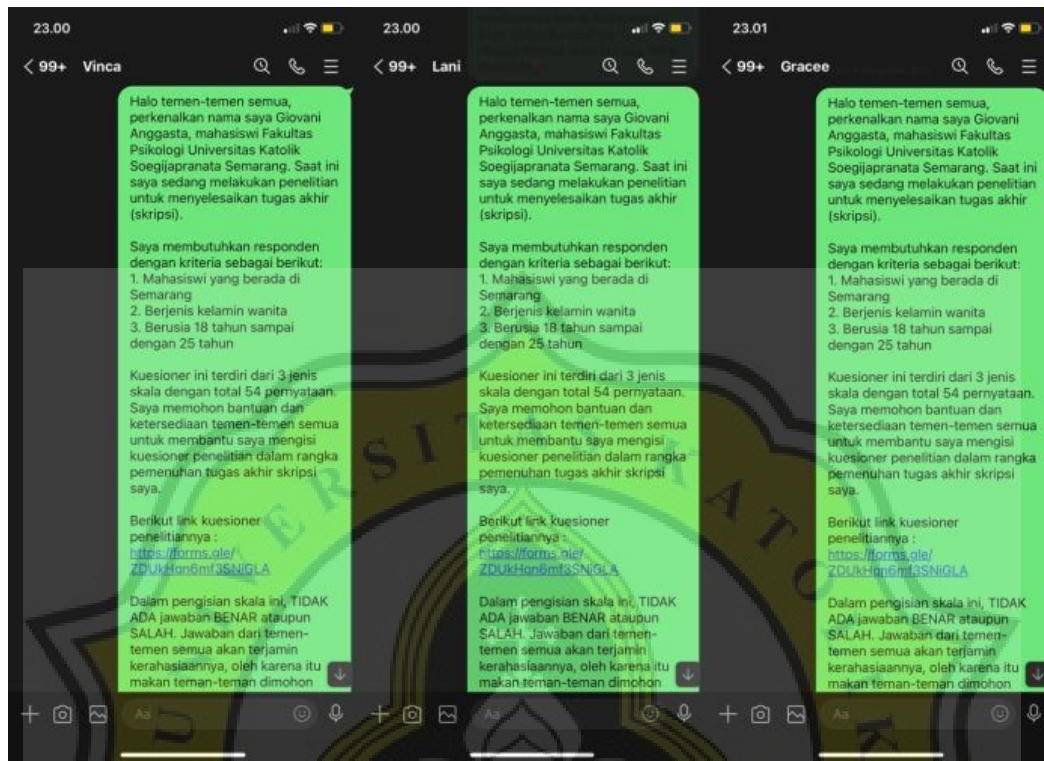 23.00
< 99+ Vinca
Halo temen-temen semua,
perkenalkan nama saya Giovani
Anggasta, mahasiswi Fakultas
Psikologi Universitas Katolik
Soegijapranata Semarang. Saat ini
saya sedang melakukan penelitian
untuk menyelesaikan tugas akhir
(skripsi).
Saya membutuhkan responden
dengan kriteria sebagai berikut:
1. Mahasiswi yang berada di
Semarang
2. Berjenis kelamin wanita
3. Berusia 18 tahun sampai
dengan 25 tahun
Kuesioner ini terdiri dari 3 jenis
skala dengan total 54 pernyataan.
Saya memohon bantuan dan
ketersediaan temen-temen semua
untuk membantu saya mengisi
kuesioner penelitian dalam rangka
pemenuhan tugas akhir skripsi
saya.
Berikut link kuesioner
penelitiannya :
https://forms.gle/
ZDUkHqn6mf3SNiGLA
Dalam pengisian skala ini, TIDAK
ADA jawaban BENAR ataupun
SALAH. Jawaban dari temen-
temen semua akan terjamin
kerahasiaannya, oleh karena itu
makan teman-teman dimohon
Aa
23.00
< 99+ Lani
Halo temen-temen semua,
perkenalkan nama saya Giovani
Anggasta, mahasiswi Fakultas
Psikologi Universitas Katolik
Soegijapranata Semarang. Saat ini
saya sedang melakukan penelitian
untuk menyelesaikan tugas akhir
(skripsi).
Saya membutuhkan responden
dengan kriteria sebagai berikut:
1. Mahasiswi yang berada di
Semarang
2. Berjenis kelamin wanita
3. Berusia 18 tahun sampai
dengan 25 tahun
Kuesioner ini terdiri dari 3 jenis
skala dengan total 54 pernyataan.
Saya memohon bantuan dan
ketersediaan temen-temen semua
untuk membantu saya mengisi
kuesioner penelitian dalam rangka
pemenuhan tugas akhir skripsi
saya.
Berikut link kuesioner
penelitiannya :
https://forms.gle/
ZDUkHqn6mf3SNiGLA
Dalam pengisian skala ini, TIDAK
ADA jawaban BENAR ataupun
SALAH. Jawaban dari temen-
temen semua akan terjamin
kerahasiaannya, oleh karena itu
makan teman-teman dimohon
Aa
23.01
< 99+ Gracee
Halo temen-temen semua,
perkenalkan nama saya Giovani
Anggasta, mahasiswi Fakultas
Psikologi Universitas Katolik
Soegijapranata Semarang. Saat ini
saya sedang melakukan penelitian
untuk menyelesaikan tugas akhir
(skripsi).
Saya membutuhkan responden
dengan kriteria sebagai berikut:
1. Mahasiswi yang berada di
Semarang
2. Berjenis kelamin wanita
3. Berusia 18 tahun sampai
dengan 25 tahun
Kuesioner ini terdiri dari 3 jenis
skala dengan total 54 pernyataan.
Saya memohon bantuan dan
ketersediaan temen-temen semua
untuk membantu saya mengisi
kuesioner penelitian dalam rangka
pemenuhan tugas akhir skripsi
saya.
Berikut link kuesioner
penelitiannya :
https://forms.gle/
ZDUkHqn6mf3SNiGLA
Dalam pengisian skala ini, TIDAK
ADA jawaban BENAR ataupun
SALAH. Jawaban dari temen-
temen semua akan terjamin
kerahasiaannya, oleh karena itu
makan teman-teman dimohon
Aa